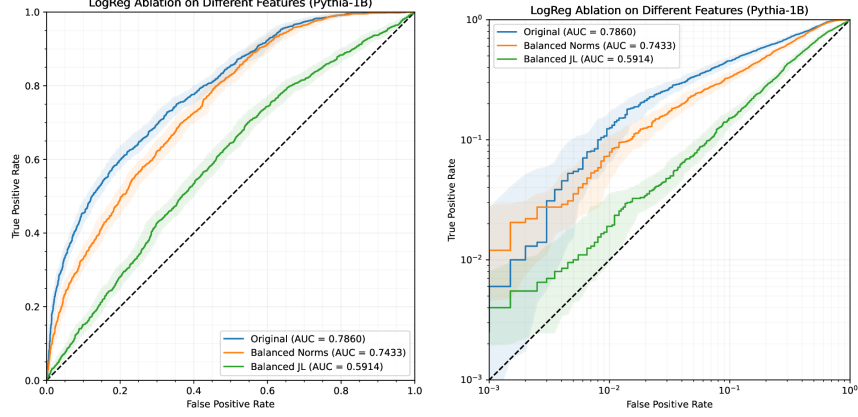 LogReg Ablation on Different Features (Pythia-1B)
1.0
0.8
0.6
0.4
0.2
0.0
True Positive Rate
0.0 0.2 0.4 0.6 0.8 1.0
False Positive Rate
Original (AUC = 0.7860)
Balanced Norms (AUC = 0.7433)
Balanced JL (AUC = 0.5914)
LogReg Ablation on Different Features (Pythia-1B)
10⁰
10⁻¹
10⁻²
10⁻³
True Positive Rate
10⁻³ 10⁻² 10⁻¹ 10⁰
False Positive Rate
Original (AUC = 0.7860)
Balanced Norms (AUC = 0.7433)
Balanced JL (AUC = 0.5914)